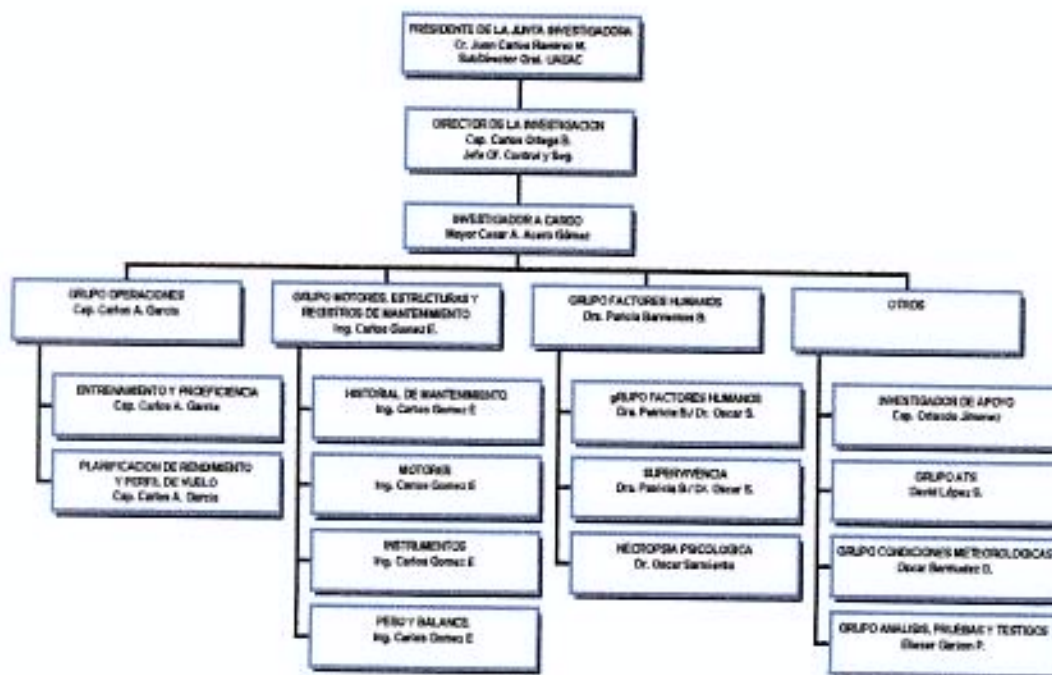 PRESIDENTE DE LA JUNTA INVESTIGADORA
Cr. Juan Carlos Ramirez M.
SubDirector Gral. UAEAC
DIRECTOR DE LA INVESTIGACION
Cap. Carlos Ortega B.
Jefe Of. Control y Seg.
INVESTIGADOR A CARGO
Mayor Cesar A. Acero Gómez
GRUPO OPERACIONES
Cap. Carlos A. Garcia
GRUPO MOTORES, ESTRUCTURAS Y
REGISTROS DE MANTENIMIENTO
Ing. Carlos Gomez E.
GRUPO FACTORES HUMANOS
Dra. Patricia Barrientos B.
OTROS
ENTRENAMIENTO Y PROEFICIENCIA
Cap. Carlos A. Garcia
PLANIFICACION DE RENDIMIENTO
Y PERFIL DE VUELO
Cap. Carlos A. Garcia
HISTORIAL DE MANTENIMIENTO
Ing. Carlos Gomez E
MOTORES
Ing. Carlos Gomez E
INSTRUMENTOS
Ing. Carlos Gomez E
PESO Y BALANCE
Ing. Carlos Gomez E
gRUPO FACTORES HUMANOS
Dra. Patricia B./ Dr. Oscar S.
SUPERVIVENCIA
Dra. Patricia B./ Dr. Oscar S.
NECROPSIA PSICOLOGICA
Dr. Oscar Sarmiento
INVESTIGADOR DE APOYO
Cap. Orlando Jimenez
GRUPO ATS
David López S.
GRUPO CONDICIONES METEOROLOGICAS
Oscar Bermudez
GRUPO ANALISIS, PRUEBAS Y TESTIGOS
Eliecer Garzon P.